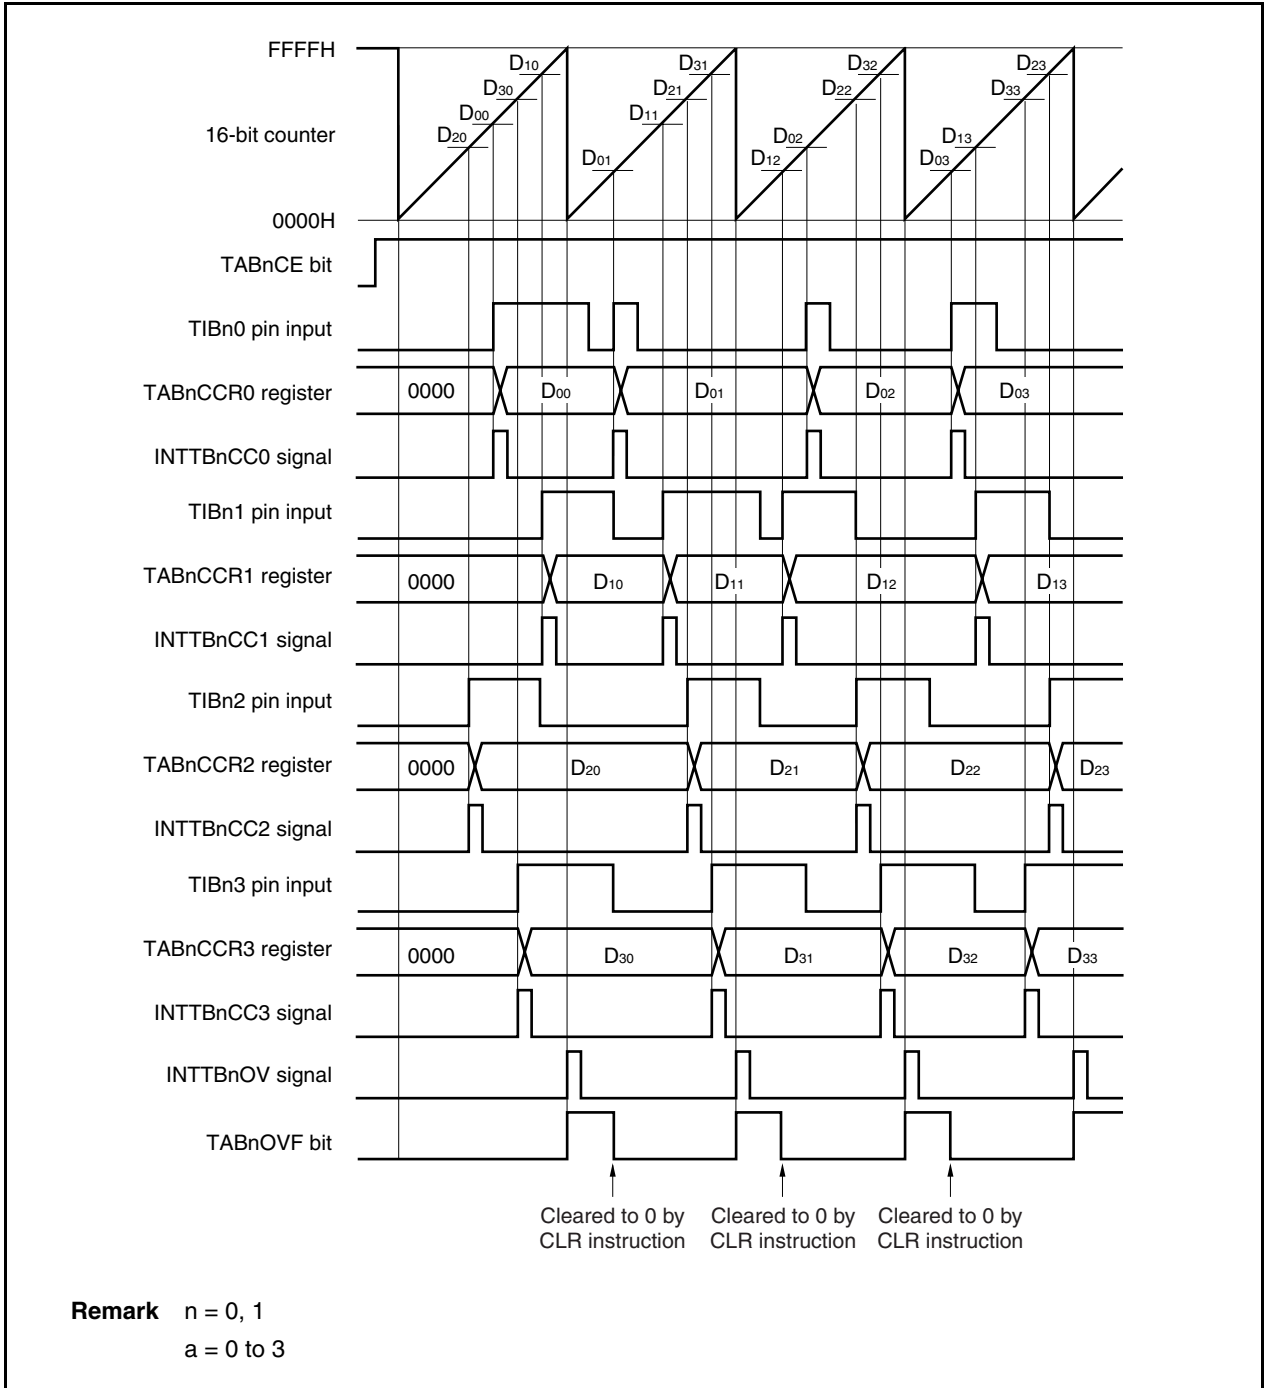 FFFFH
D10
D31
D32
D23
D30
D21
D22
D33
D00
D11
16-bit counter
D20
D02
D13
D01
D12
D03
0000H
TABnCE bit
TIBn0 pin input
TABnCCR0 register 0000 D00 D01 D02 D03
INTTBnCC0 signal
TIBn1 pin input
TABnCCR1 register 0000 D10 D11 D12 D13
INTTBnCC1 signal
TIBn2 pin input
TABnCCR2 register 0000 D20 D21 D22 D23
INTTBnCC2 signal
TIBn3 pin input
TABnCCR3 register 0000 D30 D31 D32 D33
INTTBnCC3 signal
INTTBnOV signal
TABnOVF bit
Cleared to 0 by
CLR instruction
Cleared to 0 by
CLR instruction
Cleared to 0 by
CLR instruction
Remark n = 0, 1
a = 0 to 3